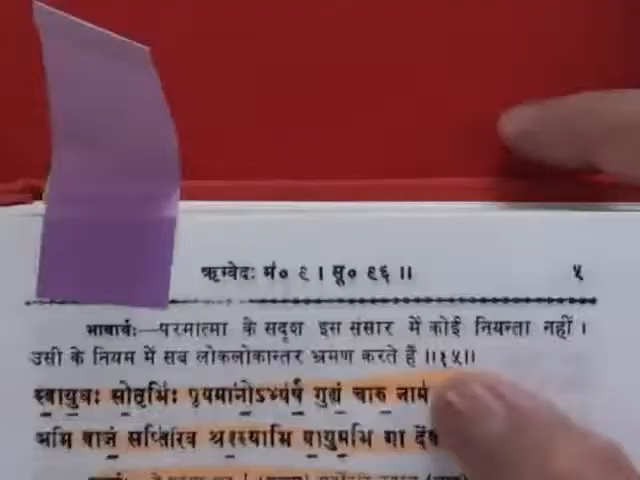 ऋग्वेदः मं० ९ । सू० ९६ ।। ५
भावार्थः—परमात्मा के सदृश इस संसार में कोई नियन्ता नहीं ।
उसी के नियम में सब लोकलोकान्तर भ्रमण करते हैं ।।१५।।
स्वायुधः सोतृभिः पूयमानोऽभ्यर्ष गुह्यं चारु नाम
अभि वाजं सप्तिरिव श्रवस्याभि वायुमभि गा देव